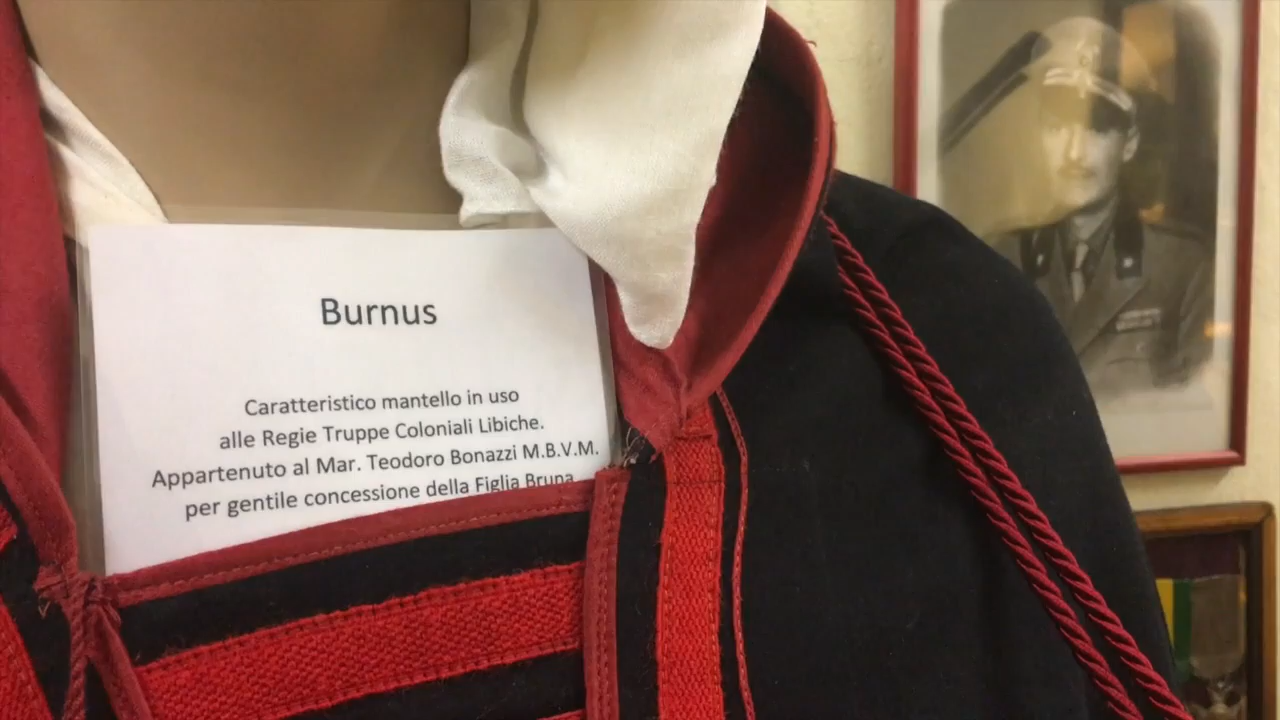 Burnus
Caratteristico mantello in uso
alle Regie Truppe Coloniali Libiche.
Appartenuto al Mar. Teodoro Bonazzi M.B.V.M.
per gentile concessione della Figlia Bruna